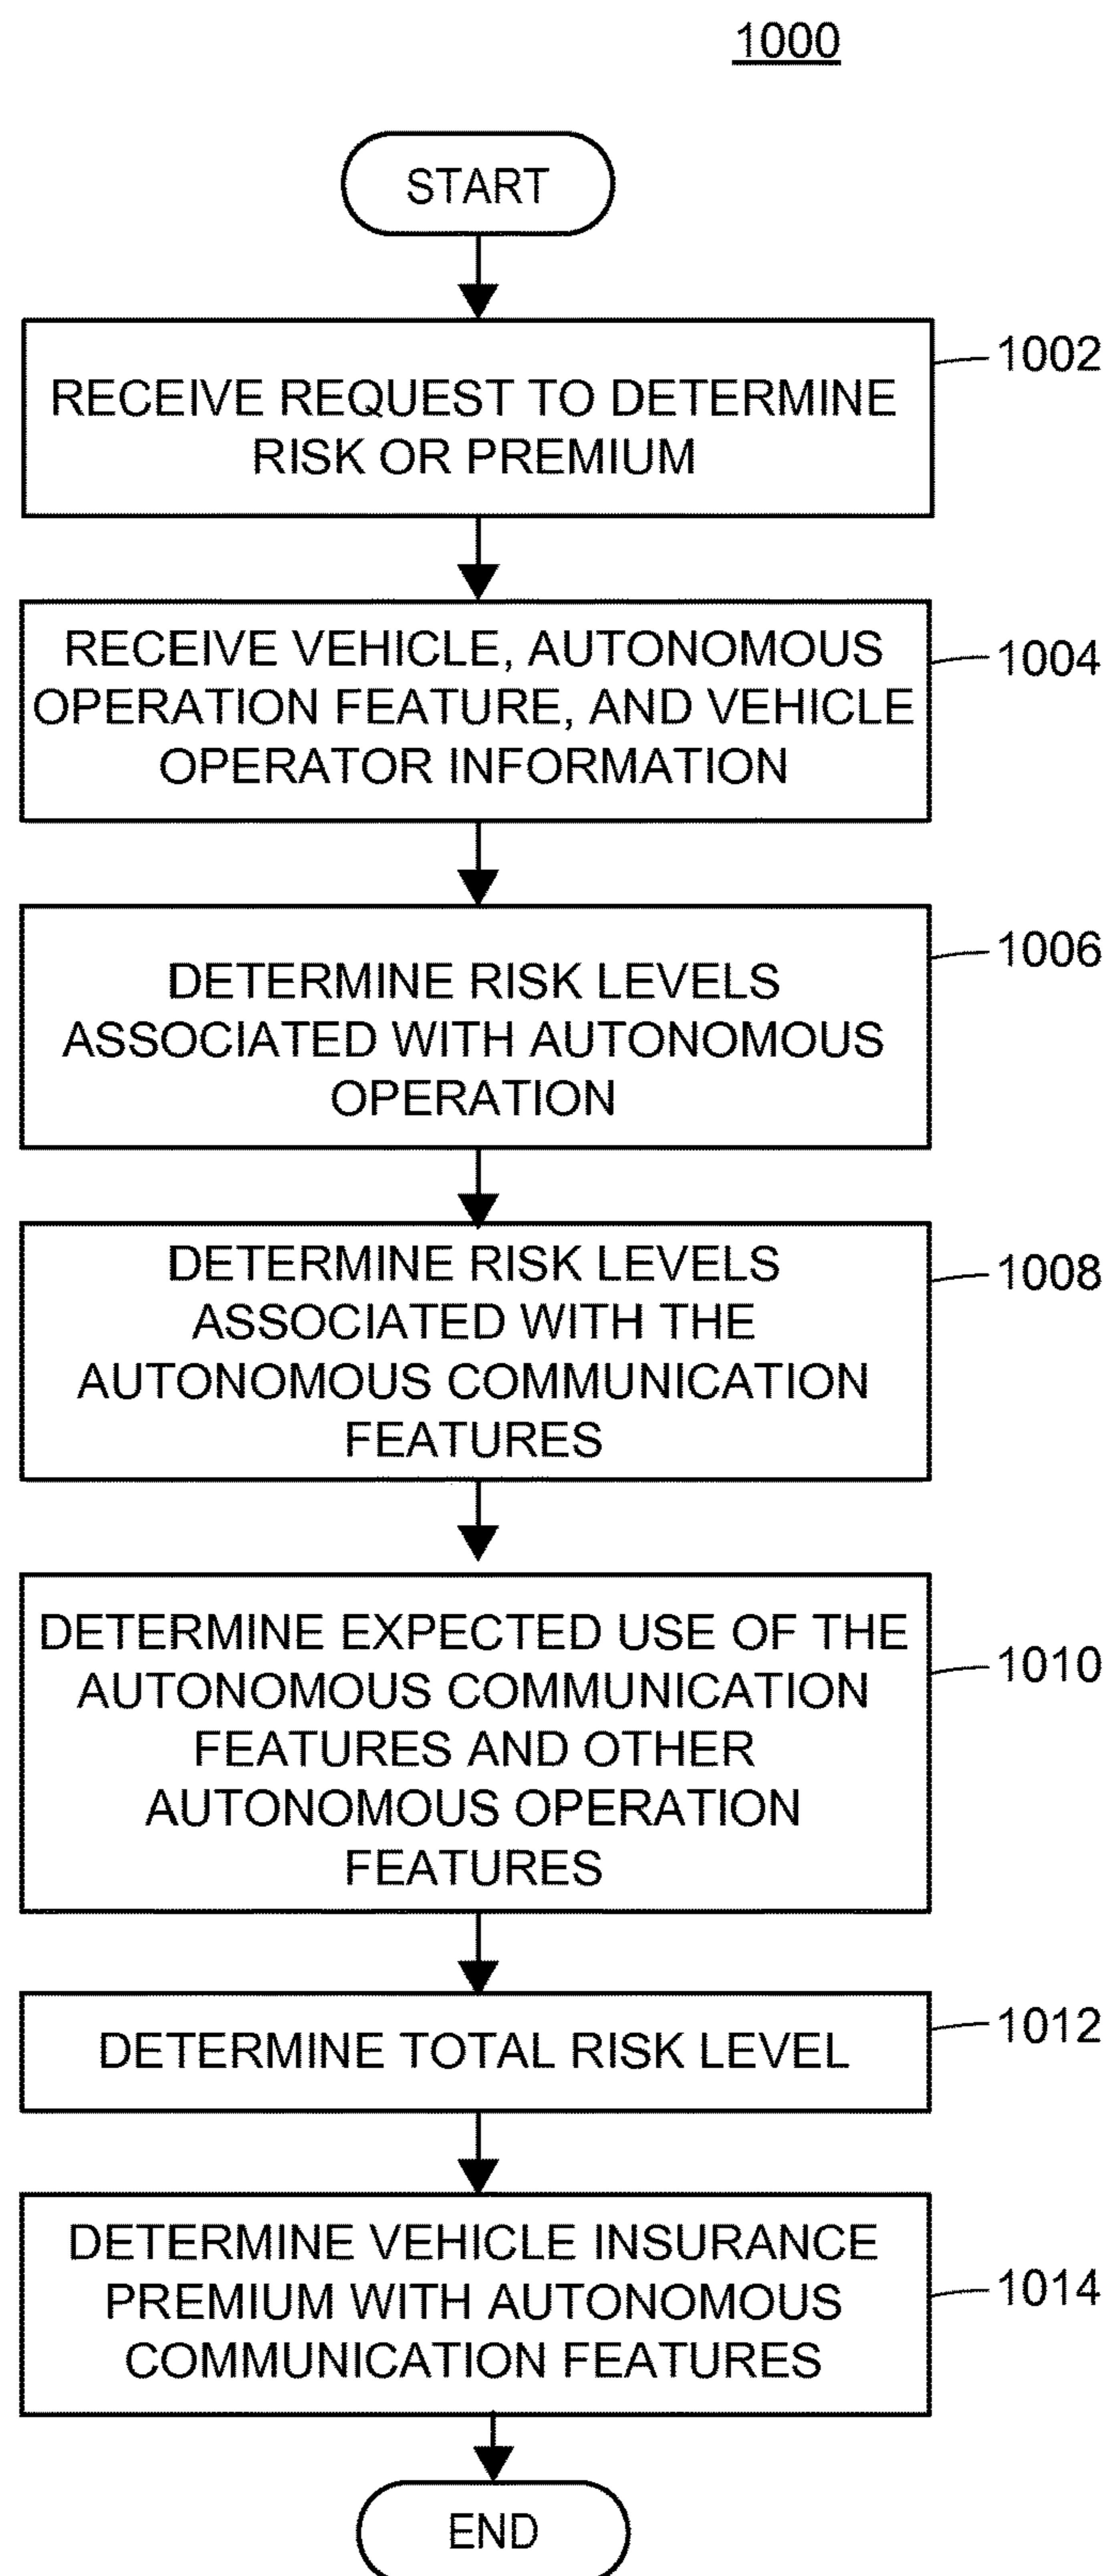 1000
START
RECEIVE REQUEST TO DETERMINE
RISK OR PREMIUM
1002
RECEIVE VEHICLE, AUTONOMOUS
OPERATION FEATURE, AND VEHICLE
OPERATOR INFORMATION
1004
DETERMINE RISK LEVELS
ASSOCIATED WITH AUTONOMOUS
OPERATION
1006
DETERMINE RISK LEVELS
ASSOCIATED WITH THE
AUTONOMOUS COMMUNICATION
FEATURES
1008
DETERMINE EXPECTED USE OF THE
AUTONOMOUS COMMUNICATION
FEATURES AND OTHER
AUTONOMOUS OPERATION
FEATURES
1010
DETERMINE TOTAL RISK LEVEL
1012
DETERMINE VEHICLE INSURANCE
PREMIUM WITH AUTONOMOUS
COMMUNICATION FEATURES
1014
END